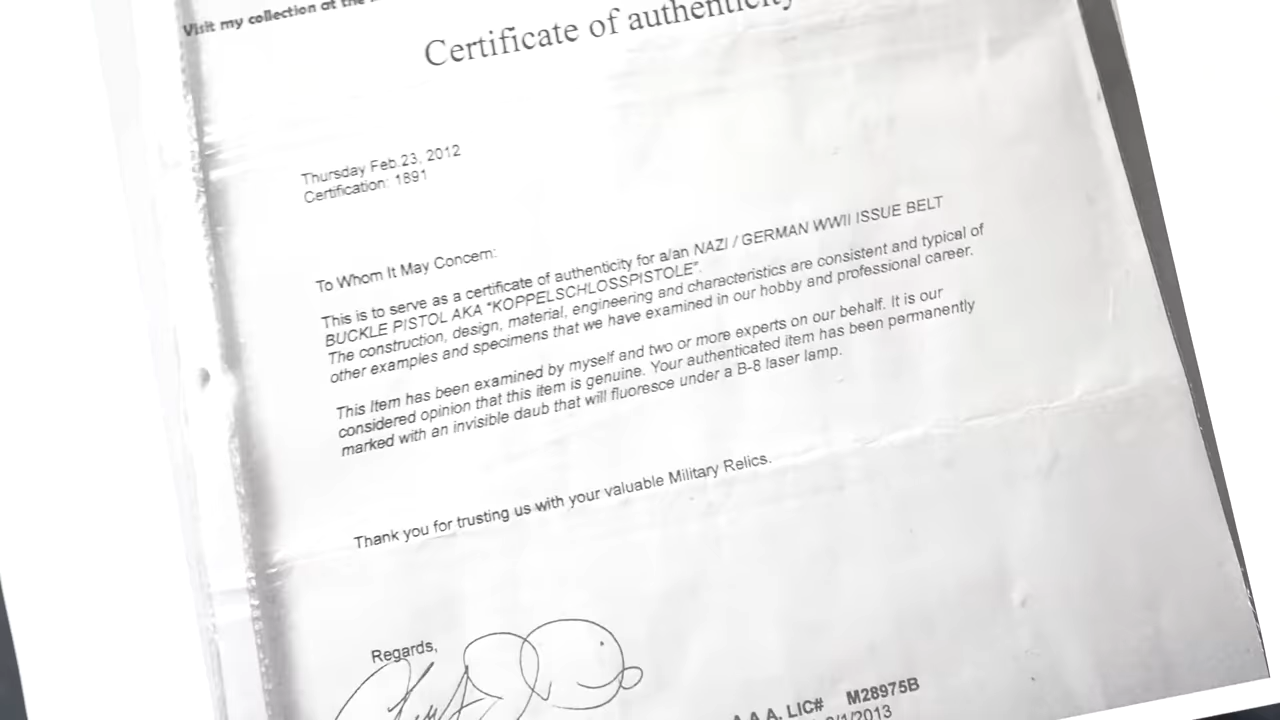 Visit my collection at the
Certificate of authenticity
Thursday Feb.23, 2012
Certification: 1891
To Whom It May Concern:
This is to serve as a certificate of authenticity for a/an NAZI / GERMAN WWII ISSUE BELT
BUCKLE PISTOL AKA "KOPPELSCHLOSSPISTOLE".
The construction, design, material, engineering and characteristics are consistent and typical of
other examples and specimens that we have examined in our hobby and professional career.
This Item has been examined by myself and two or more experts on our behalf. It is our
considered opinion that this item is genuine. Your authenticated item has been permanently
marked with an invisible daub that will fluoresce under a B-8 laser lamp.
Thank you for trusting us with your valuable Military Relics.
Regards,
A.A.A. LIC# M28975B
/1/2013